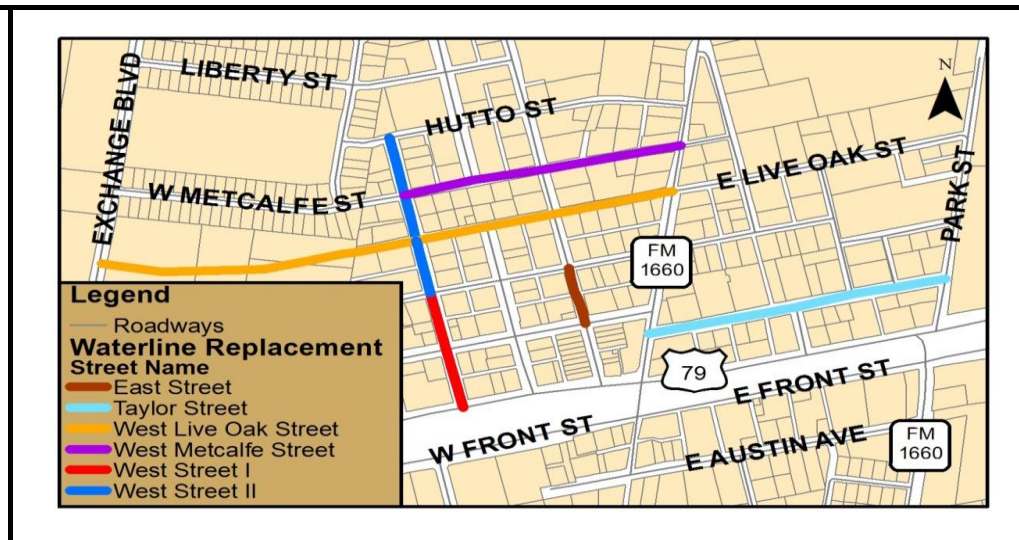 LIBERTY ST
HUTTO ST
N
EXCHANGE BLVD
W METCALFE ST
E LIVE OAK ST
PARK ST
FM
1660
79
E FRONT ST
W FRONT ST
E AUSTIN AVE
FM
1660
Legend
Roadways
Waterline Replacement
Street Name
East Street
Taylor Street
West Live Oak Street
West Metcalfe Street
West Street I
West Street II